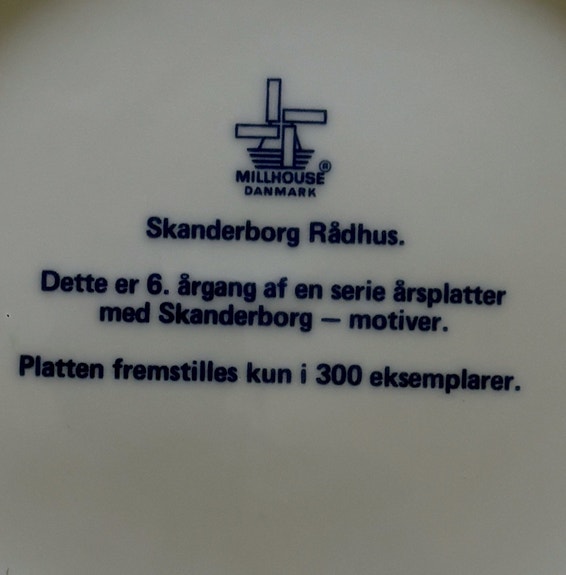 MILLHOUSE®
DANMARK
Skanderborg Rådhus.
Dette er 6. årgang af en serie årsplatter
med Skanderborg — motiver.
Platten fremstilles kun i 300 eksemplarer.